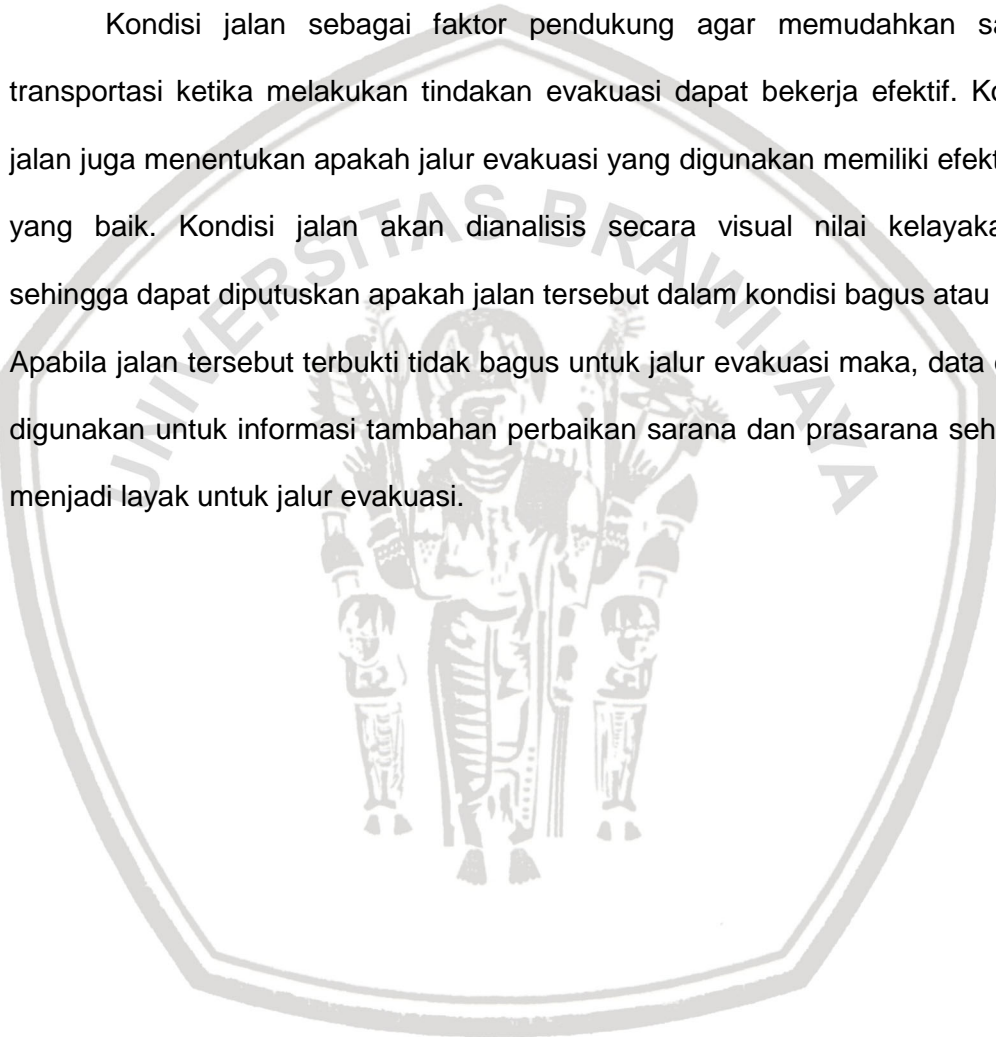 Kondisi jalan sebagai faktor pendukung agar memudahkan
transportasi ketika melakukan tindakan evakuasi dapat bekerja efektif.
jalan juga menentukan apakah jalur evakuasi yang digunakan memiliki
yang baik. Kondisi jalan akan dianalisis secara visual nilai
sehingga dapat diputuskan apakah jalan tersebut dalam kondisi bagus atau
Apabila jalan tersebut terbukti tidak bagus untuk jalur evakuasi maka, data
digunakan untuk informasi tambahan perbaikan sarana dan prasarana
menjadi layak untuk jalur evakuasi.
UNIVERSITAS BRAWIJAYA